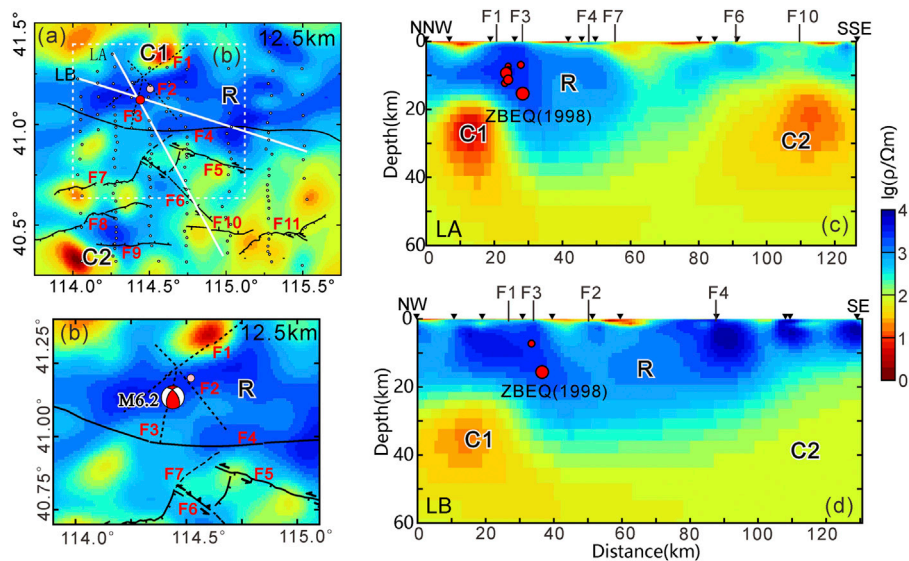 (a)
12.5km
LA
C1
(b)
F1
LB
F2
R
F3
F4
F5
F7
F6
F8
F10
F11
F9
C2
41.5°
41.0°
40.5°
114.0° 114.5° 115.0° 115.5°
(b)
12.5km
F1
R
F2
M6.2
F3
F4
F7
F5
F6
41.25°
41.00°
40.75°
114.0° 114.5° 115.0°
NNW
F1 F3 F4 F7 F6 F10
SSE
R
ZBEQ(1998)
C1
C2
LA
(c)
Depth(km)
0
20
40
60
0 20 40 60 80 100 120
NW
F1 F3 F2 F4
SE
R
ZBEQ(1998)
C1
C2
LB
(d)
Depth(km)
0
20
40
60
0 20 40 60 80 100 120
Distance(km)
lg(ρ/Ωm)
4
3
2
1
0